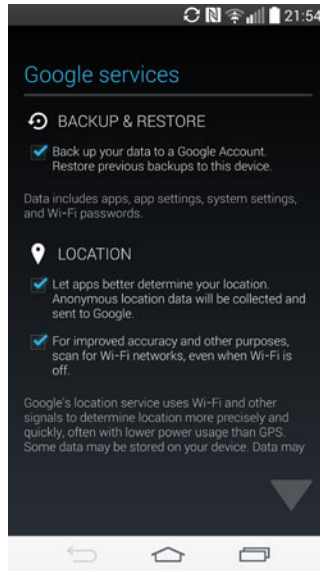 21:54
Google services
BACKUP & RESTORE
Back up your data to a Google Account.
Restore previous backups to this device.
Data includes apps, app settings, system settings,
and Wi-Fi passwords.
LOCATION
Let apps better determine your location.
Anonymous location data will be collected and
sent to Google.
For improved accuracy and other purposes,
scan for Wi-Fi networks, even when Wi-Fi is
off.
Google's location service uses Wi-Fi and other
signals to determine location more precisely and
quickly, often with lower power usage than GPS.
Some data may be stored on your device. Data may